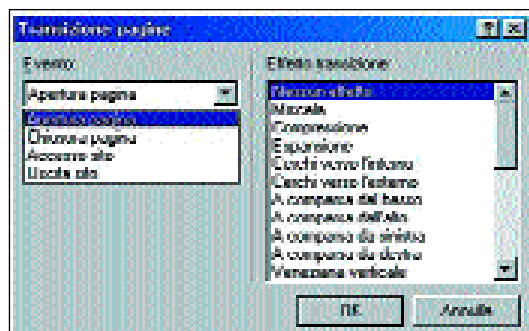 Transizione pagine
Evento:
Apertura pagina
Apertura pagina
Chiusura pagina
Accesso sito
Uscita sito
Effetto transizione:
Nessun effetto
Miscela
Compressione
Espansione
Cerchi verso l'interno
Cerchi verso l'esterno
A comparsa dal basso
A comparsa dall'alto
A comparsa da sinistra
A comparsa da destra
Veneziana verticale
OK
Annulla